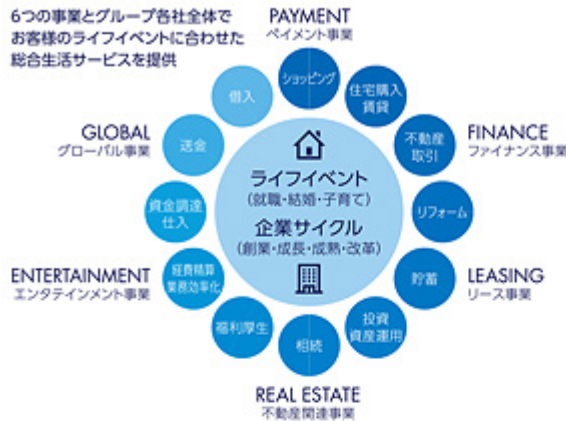 6つの事業とグループ各社全体で
お客様のライフイベントに合わせた
総合生活サービスを提供
PAYMENT
ペイメント事業
ショッピング
住宅購入
賃貸
借入
GLOBAL
グローバル事業
送金
不動産
取引
FINANCE
ファイナンス事業
ライフイベント
(就職・結婚・子育て)
資金調達
仕入
リフォーム
企業サイクル
(創業・成長・成熟・改革)
ENTERTAINMENT
エンタテインメント事業
経費精算
業務効率化
貯蓄
LEASING
リース事業
福利厚生
相続
投資
資産運用
REAL ESTATE
不動産関連事業